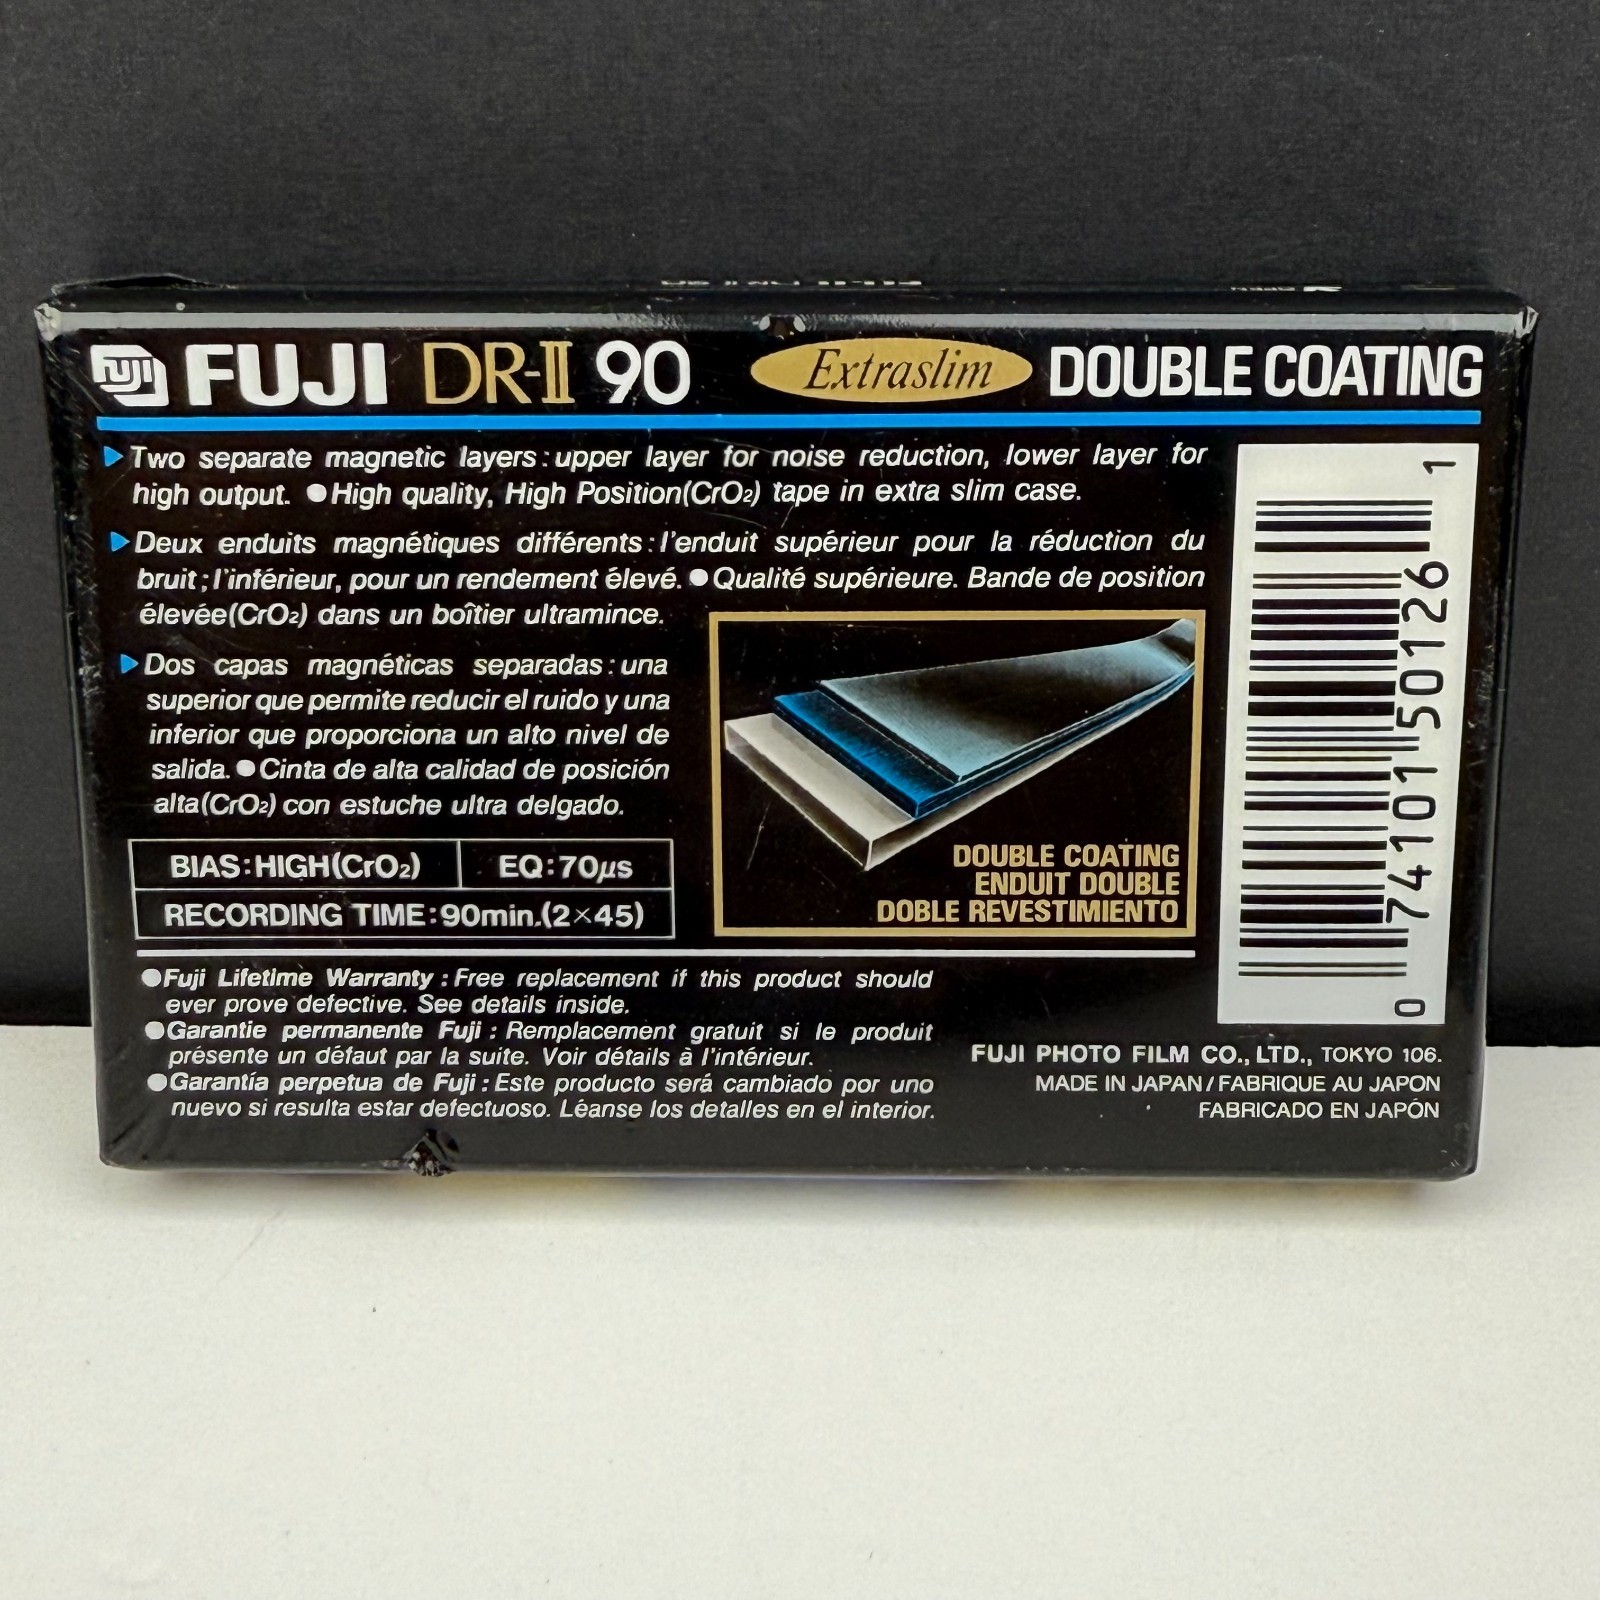 FUJI FUJI DR-II 90 Extraslim DOUBLE COATING
Two separate magnetic layers: upper layer for noise reduction, lower layer for
high output. ●High quality, High Position(CrO₂) tape in extra slim case.
Deux enduits magnétiques différents: l'enduit supérieur pour la réduction du
bruit; l'inférieur, pour un rendement élevé. ●Qualité supérieure. Bande de position
élevée(CrO₂) dans un boîtier ultramince.
Dos capas magnéticas separadas: una
superior que permite reducir el ruido y una
inferior que proporciona un alto nivel de
salida. ●Cinta de alta calidad de posición
alta(CrO₂) con estuche ultra delgado.
BIAS:HIGH(CrO₂) EQ:70μs
RECORDING TIME:90min.(2×45)
DOUBLE COATING
ENDUIT DOUBLE
DOBLE REVESTIMIENTO
●Fuji Lifetime Warranty: Free replacement if this product should
ever prove defective. See details inside.
●Garantie permanente Fuji: Remplacement gratuit si le produit
présente un défaut par la suite. Voir détails à l'intérieur.
●Garantía perpetua de Fuji: Este producto será cambiado por uno
nuevo si resulta estar defectuoso. Léanse los detalles en el interior.
0 74101 50126 1
FUJI PHOTO FILM CO., LTD., TOKYO 106.
MADE IN JAPAN/FABRIQUE AU JAPON
FABRICADO EN JAPÓN